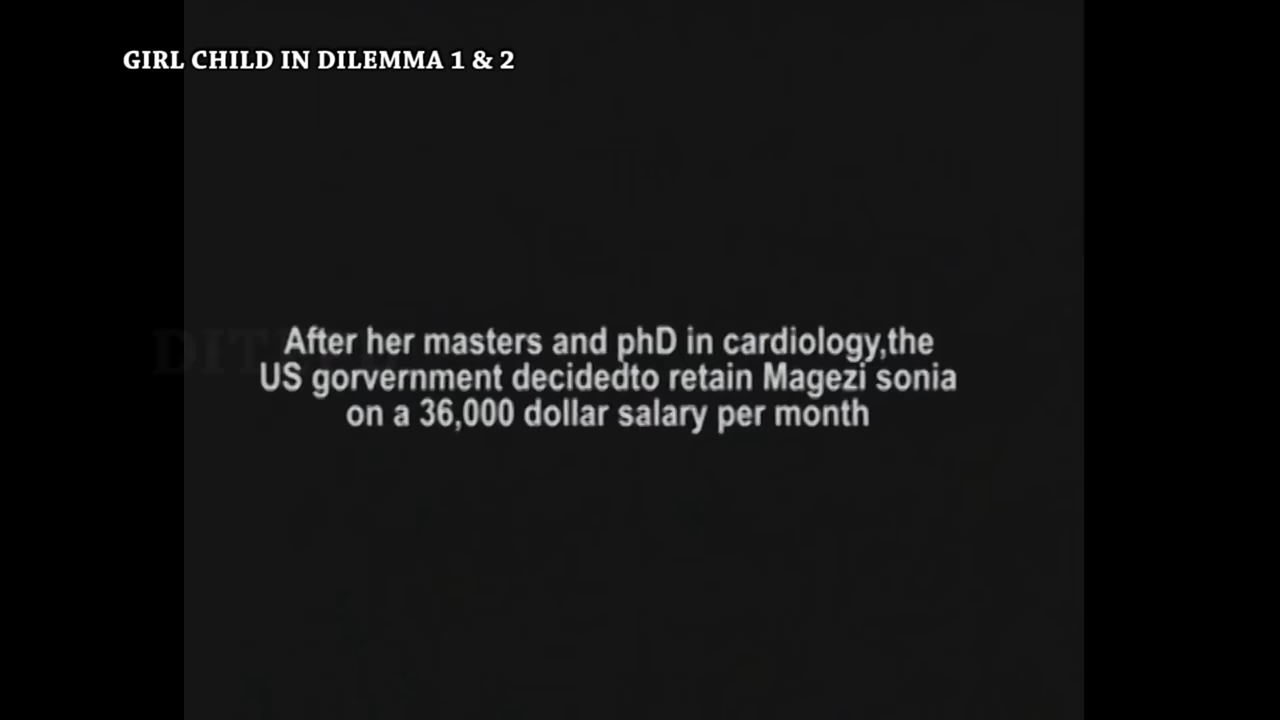 GIRL CHILD IN DILEMMA 1 & 2
After her masters and phD in cardiology,the
US gorvernment decidedto retain Magezi sonia
on a 36,000 dollar salary per month